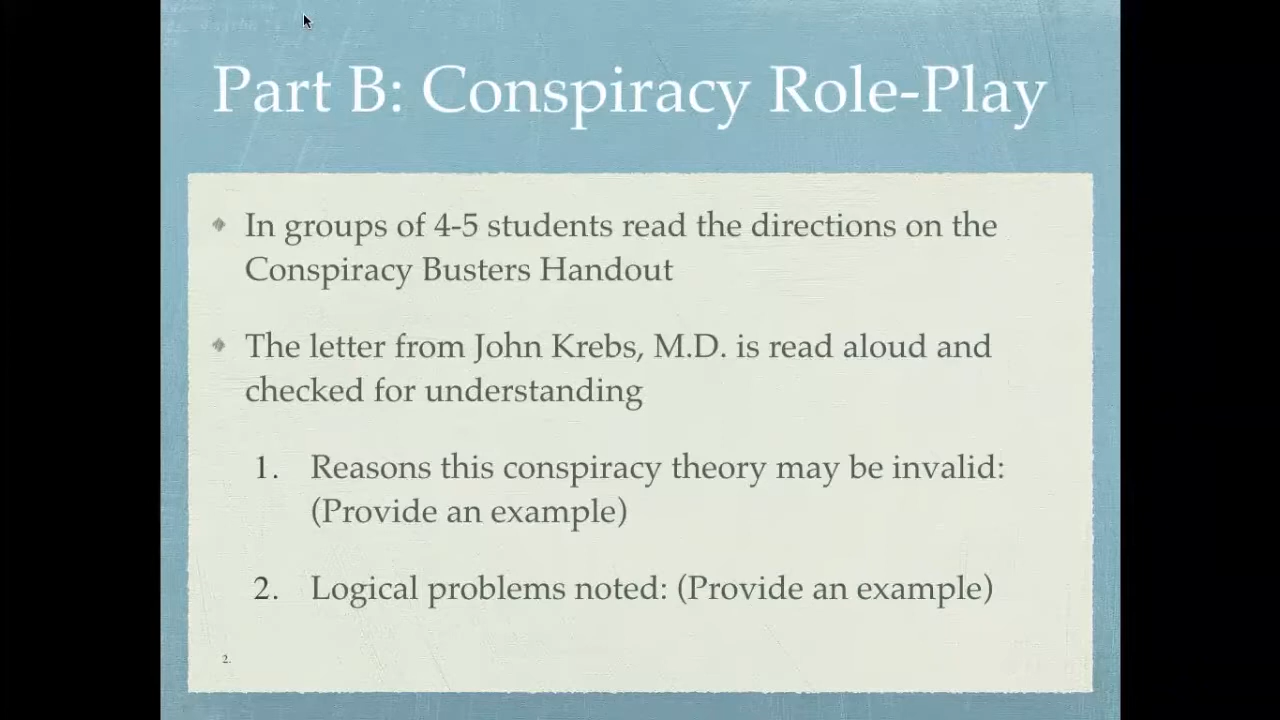 Part B: Conspiracy Role-Play
In groups of 4-5 students read the directions on the
Conspiracy Busters Handout
The letter from John Krebs, M.D. is read aloud and
checked for understanding
1. Reasons this conspiracy theory may be invalid:
(Provide an example)
2. Logical problems noted: (Provide an example)
2.